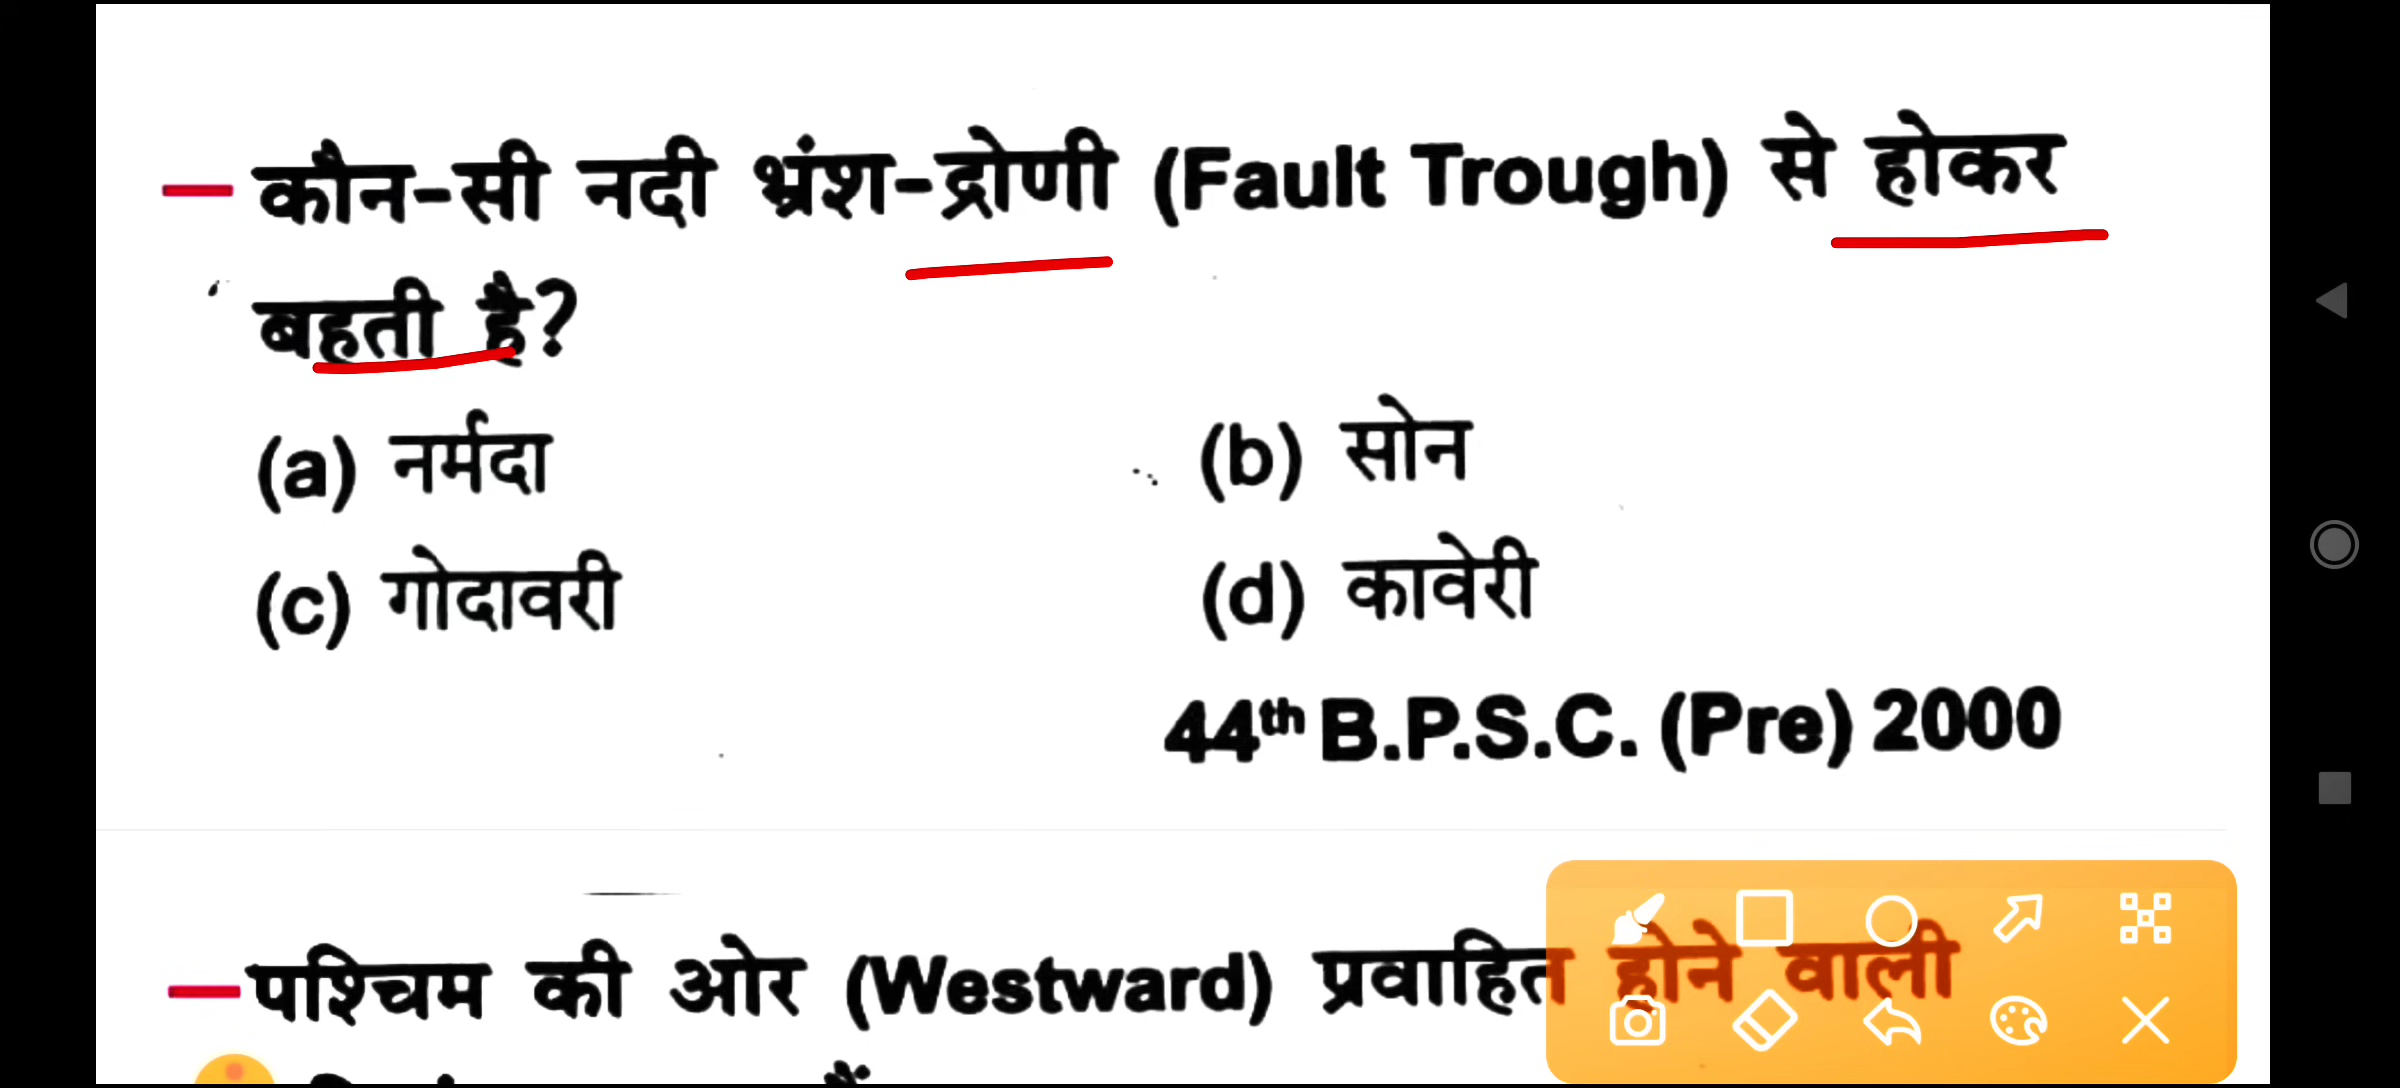 कौन-सी नदी भ्रंश-द्रोणी (Fault Trough) से होकर
बहती है?
(a) नर्मदा
(b) सोन
(c) गोदावरी
(d) कावेरी
44th B.P.S.C. (Pre) 2000
पश्चिम की ओर (Westward) प्रवाहित होने वाली